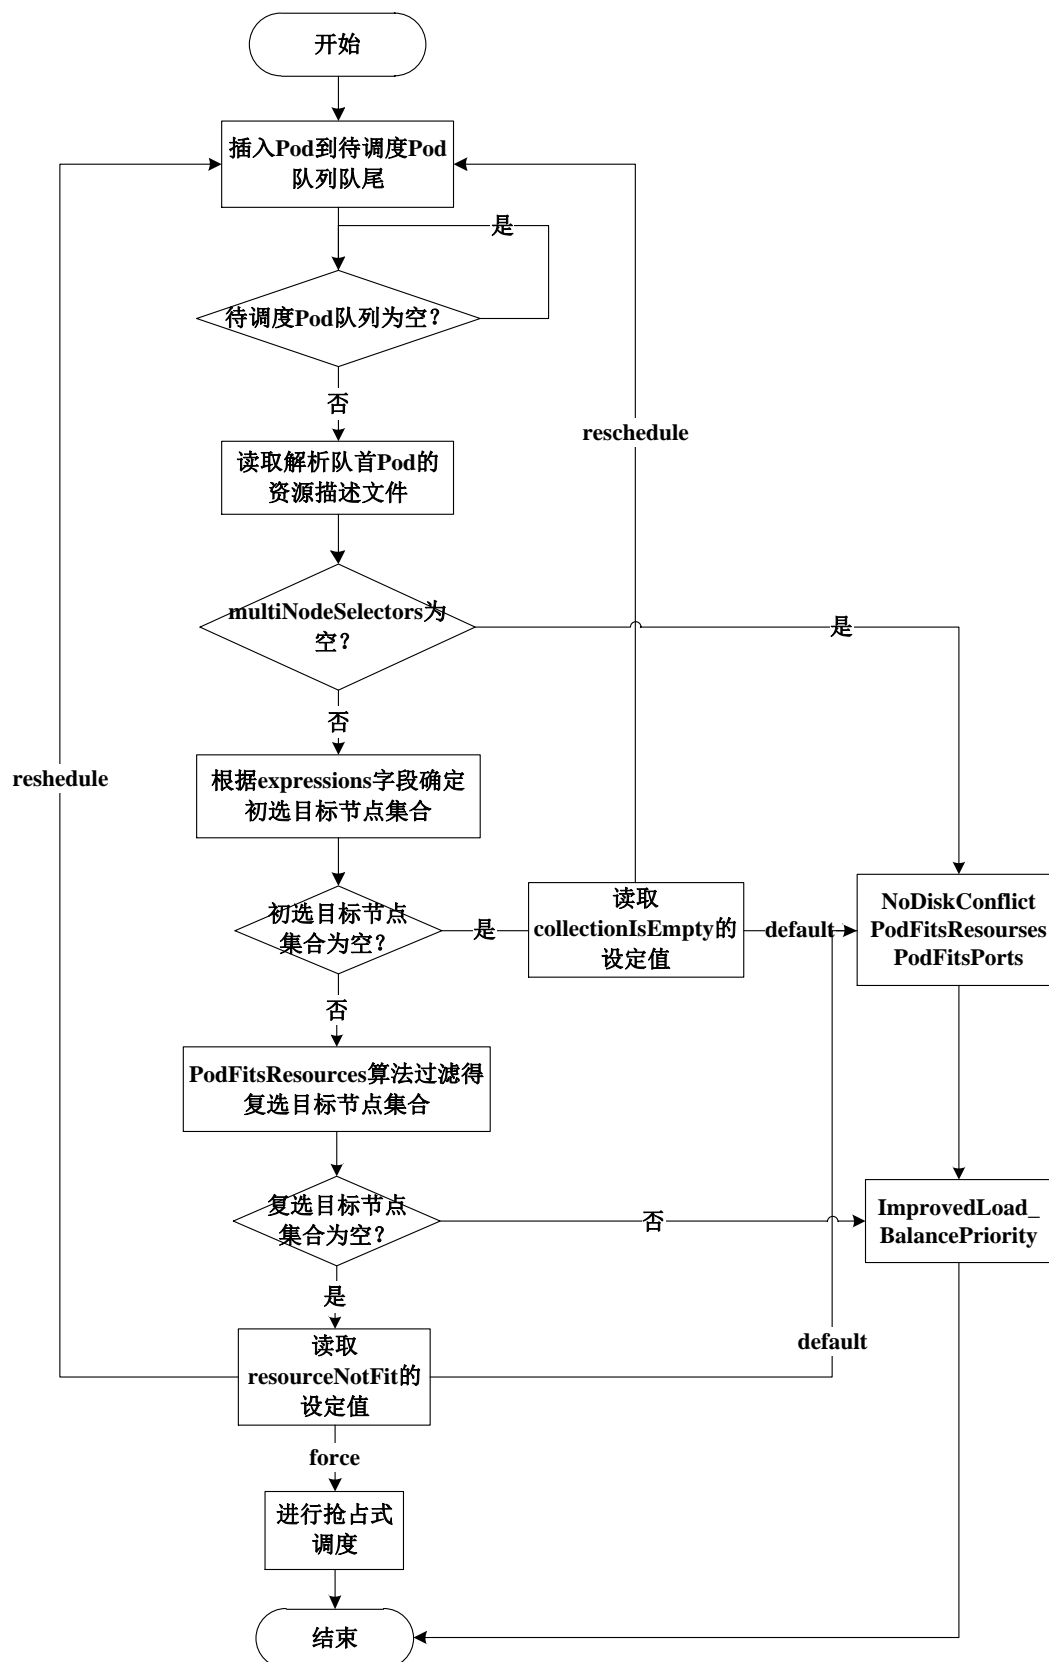 开始
插入Pod到待调度Pod
队列队尾
是
待调度Pod队列为空?
否
reschedule
读取解析队首Pod的
资源描述文件
multiNodeSelectors为
空?
是
否
reshedule
根据expressions字段确定
初选目标节点集合
初选目标节点
集合为空?
是
读取
collectionIsEmpty的
设定值
default
NoDiskConflict
PodFitsResourses
PodFitsPorts
否
PodFitsResources算法过滤得
复选目标节点集合
复选目标节点
集合为空?
否
ImprovedLoad_
BalancePriority
是
读取
resourceNotFit的
设定值
default
force
进行抢占式
调度
结束